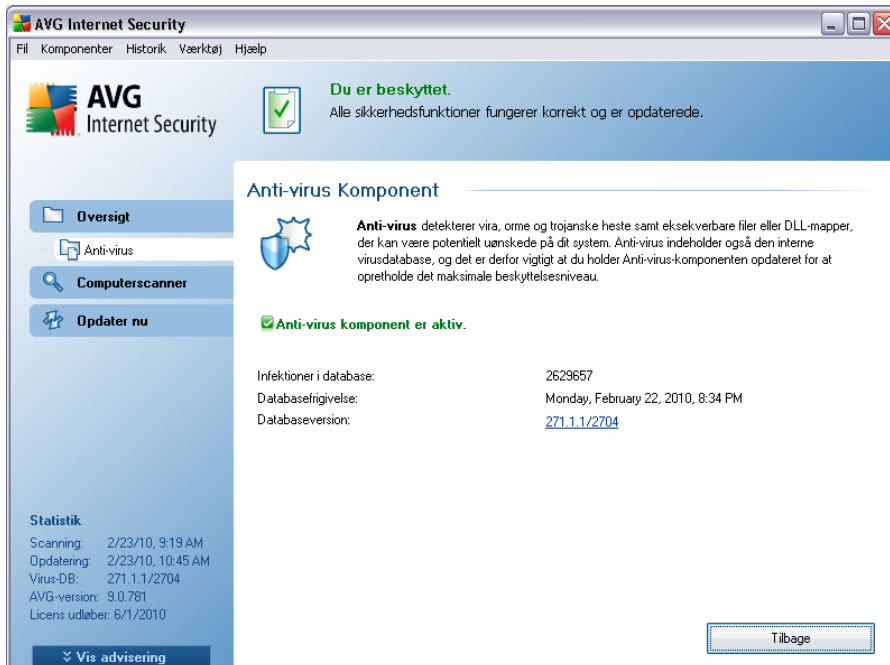 AVG Internet Security
Fil Komponenter Historik Værktøj Hjælp
AVG
Internet Security
Du er beskyttet.
Alle sikkerhedsfunktioner fungerer korrekt og er opdaterede.
Oversigt
Anti-virus
Computerscanner
Opdater nu
Anti-virus Komponent
Anti-virus detekterer vira, orme og trojanske heste samt eksekverbare filer eller DLL-mapper,
der kan være potentielt uønskede på dit system. Anti-virus indeholder også den interne
virusdatabase, og det er derfor vigtigt at du holder Anti-virus-komponenten opdateret for at
opretholde det maksimale beskyttelsesniveau.
Anti-virus komponent er aktiv.
Infektioner i database: 2629657
Databasefrigivelse: Monday, February 22, 2010, 8:34 PM
Databaseversion: 271.1.1/2704
Statistik
Scanning: 2/23/10, 9:19 AM
Opdatering: 2/23/10, 10:45 AM
Virus-DB: 271.1.1/2704
AVG-version: 9.0.781
Licens udløber: 6/1/2010
Vis advisering
Tilbage